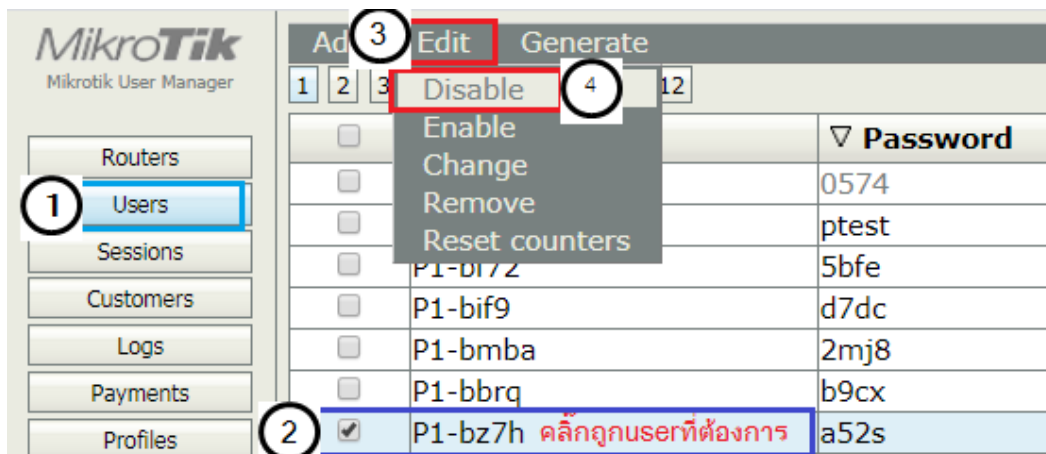 MikroTik
Mikrotik User Manager
Routers
1
Users
Sessions
Customers
Logs
Payments
Profiles
3 Edit Generate
1 2 3 12
Disable 4
Enable
Change
Remove
Reset counters
▽ Password
0574
ptest
P1-bf72 5bfe
P1-bif9 d7dc
P1-bmba 2mj8
P1-bbrq b9cx
2 P1-bz7h คลิ๊กถูกuserที่ต้องการ a52s